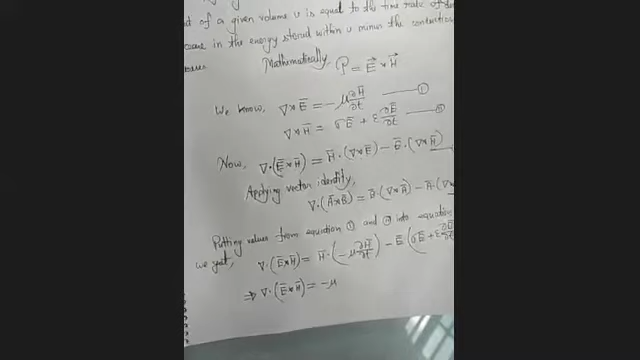 of a given volume v is equal to the time rate of
in the energy stored within v minus the
Mathematically, P = E⃗ × H⃗
We know, ∇×E̅ = -μ ∂H̅/∂t —— ①
∇×H̅ = σE̅ + ε ∂E̅/∂t ——
Now, ∇·(E̅×H̅) = H̅·(∇×E̅) - E̅·(∇×H̅)
Applying vector identity,
∇·(A̅×B̅) = B̅·(∇×A̅) - A̅·(∇×
Putting values from equation ① and ② into equation
we get, ∇·(E̅×H̅) = H̅·(-μ ∂H̅/∂t) - E̅(σE̅+ε ∂E̅/∂t
⇒ ∇·(E̅×H̅) = -μ